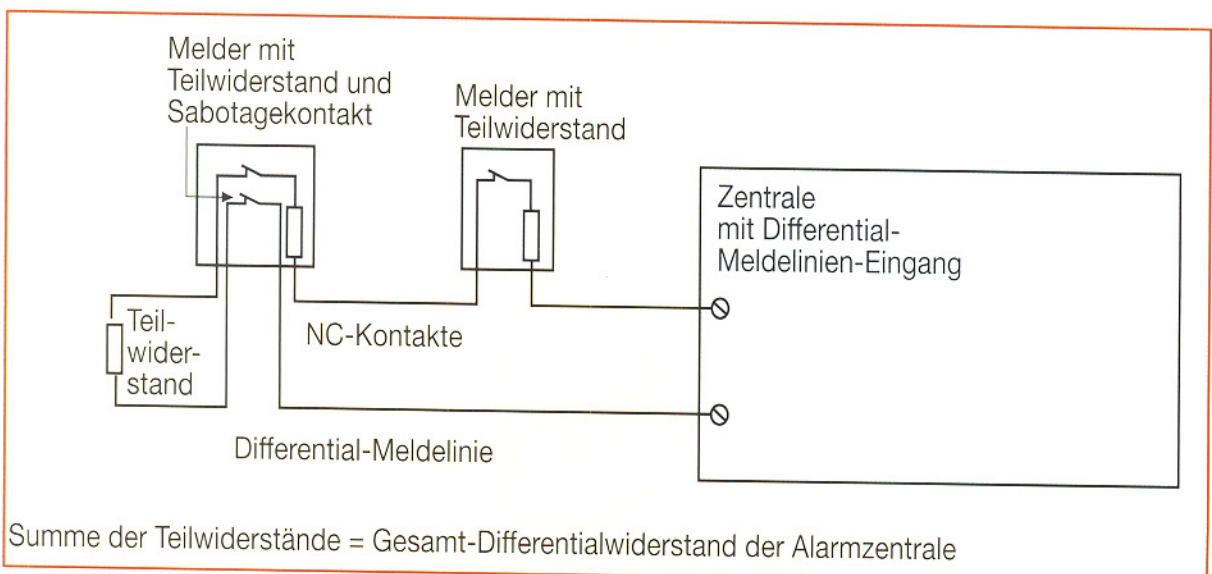 Melder mit
Teilwiderstand und
Sabotagekontakt
Melder mit
Teilwiderstand
Zentrale
mit Differential-
Meldelinien-Eingang
Teil-
wider-
stand
NC-Kontakte
Differential-Meldelinie
Summe der Teilwiderstände = Gesamt-Differentialwiderstand der Alarmzentrale